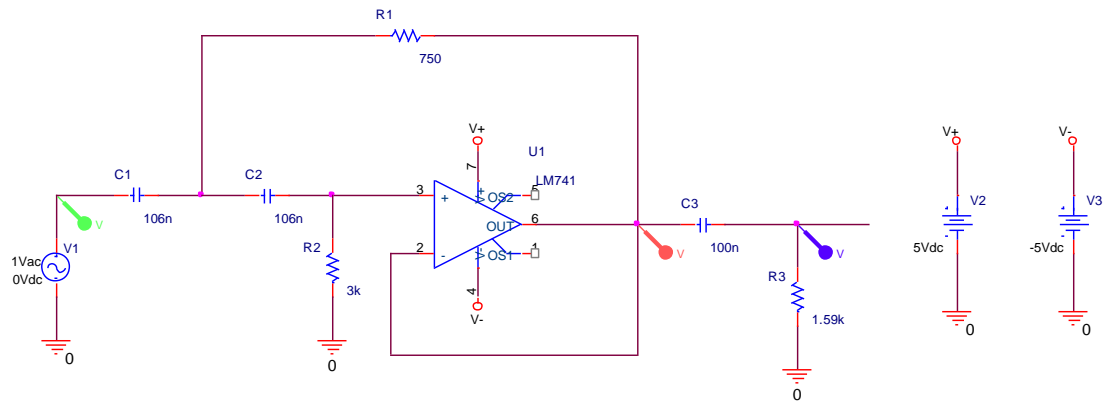 R1
750
V+
7
U1
LM741
C1
106n
C2
106n
3
+
V+
OS2
5
6
OUT
2
-
V-
OS1
1
4
V-
R2
3k
0
V
V1
1Vac
0Vdc
0
C3
100n
V
V
R3
1.59k
0
V+
V2
5Vdc
0
V-
V3
-5Vdc
0